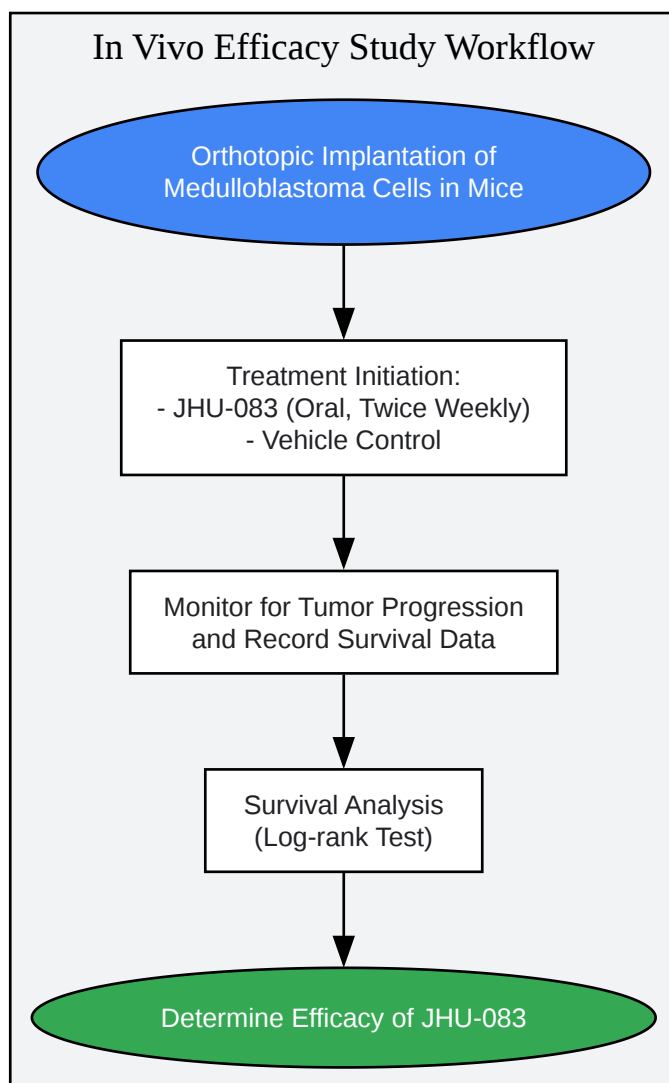 In Vivo Efficacy Study Workflow
Orthotopic Implantation of
Medulloblastoma Cells in Mice
Treatment Initiation:
- JHU-083 (Oral, Twice Weekly)
- Vehicle Control
Monitor for Tumor Progression
and Record Survival Data
Survival Analysis
(Log-rank Test)
Determine Efficacy of JHU-083